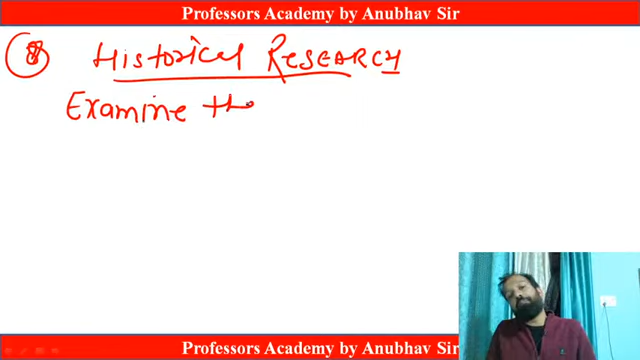 Professors Academy by Anubhav Sir
8 Historical Research
Examine the
Professors Academy by Anubhav Sir